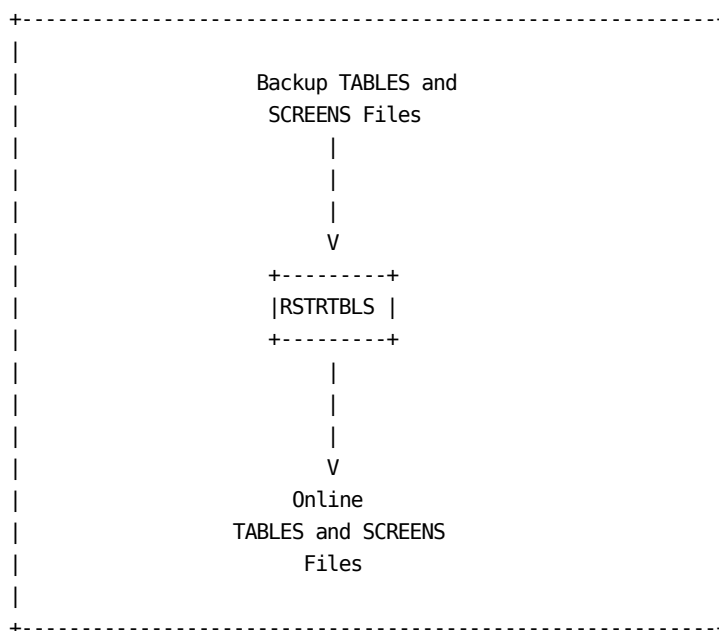 Backup TABLES and
SCREENS Files
V
RSTRTBLS
V
Online
TABLES and SCREENS
Files